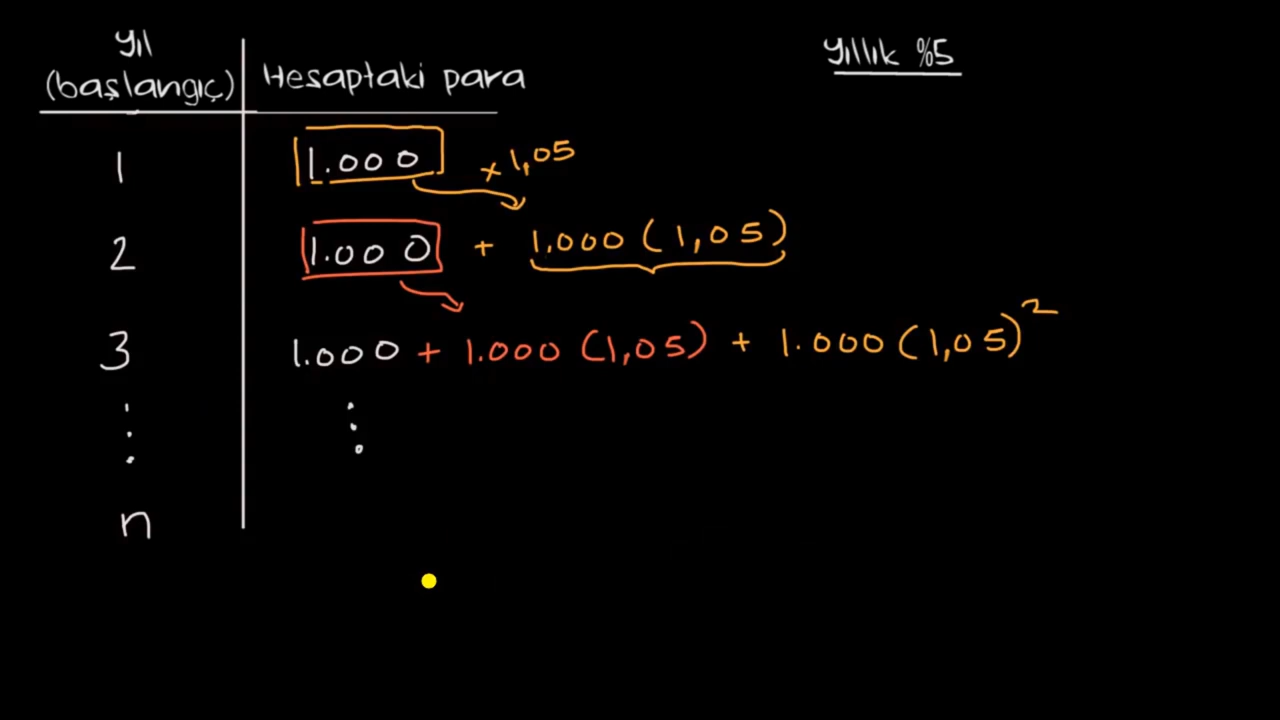 yıl
(başlangıç)
Hesaptaki para
yıllık %5
1
1.000
x 1,05
2
1.000 + 1.000 (1,05)
3
1.000 + 1.000 (1,05) + 1.000 (1,05)²
n